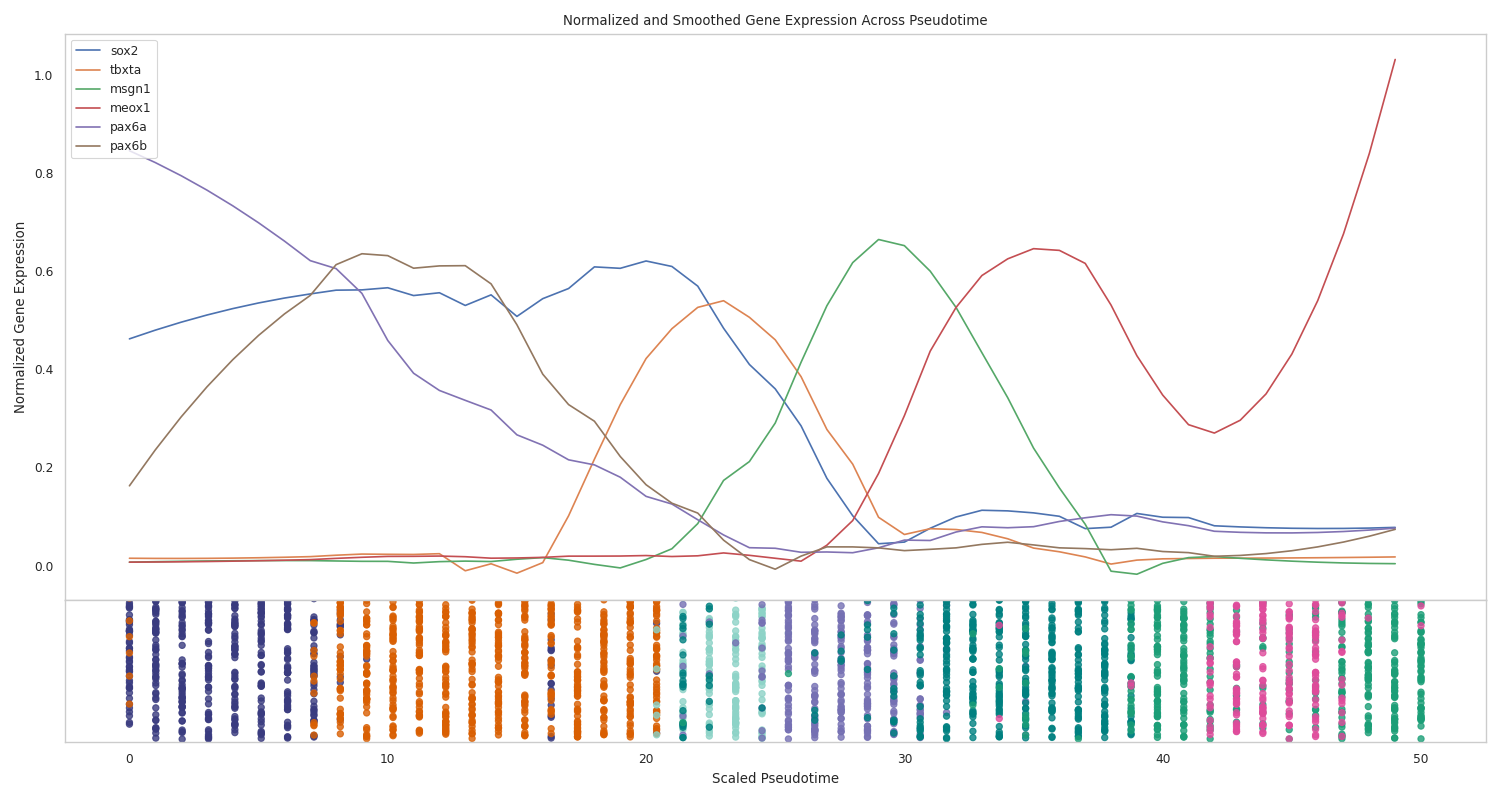 Normalized and Smoothed Gene Expression Across Pseudotime
sox2
tbxta
msgn1
meox1
pax6a
pax6b
1.0
0.8
0.6
0.4
0.2
0.0
Normalized Gene Expression
0 10 20 30 40 50
Scaled Pseudotime